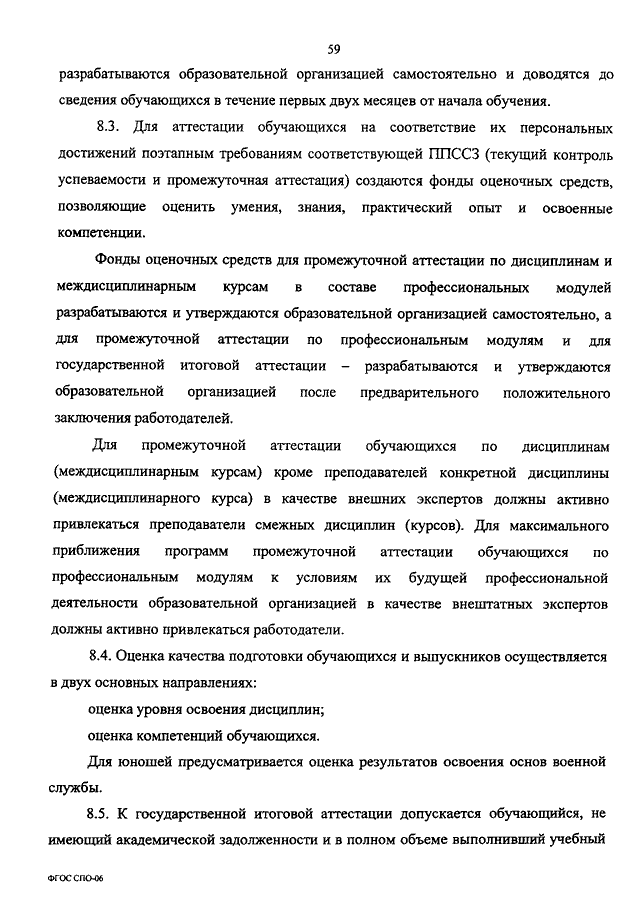 59
разрабатываются образовательной организацией самостоятельно и доводятся до
сведения обучающихся в течение первых двух месяцев от начала обучения.
8.3. Для аттестации обучающихся на соответствие их персональных
достижений поэтапным требованиям соответствующей ППССЗ (текущий контроль
успеваемости и промежуточная аттестация) создаются фонды оценочных средств,
позволяющие оценить умения, знания, практический опыт и освоенные
компетенции.
Фонды оценочных средств для промежуточной аттестации по дисциплинам и
междисциплинарным курсам в составе профессиональных модулей
разрабатываются и утверждаются образовательной организацией самостоятельно, а
для промежуточной аттестации по профессиональным модулям и для
государственной итоговой аттестации – разрабатываются и утверждаются
образовательной организацией после предварительного положительного
заключения работодателей.
Для промежуточной аттестации обучающихся по дисциплинам
(междисциплинарным курсам) кроме преподавателей конкретной дисциплины
(междисциплинарного курса) в качестве внешних экспертов должны активно
привлекаться преподаватели смежных дисциплин (курсов). Для максимального
приближения программ промежуточной аттестации обучающихся по
профессиональным модулям к условиям их будущей профессиональной
деятельности образовательной организацией в качестве внештатных экспертов
должны активно привлекаться работодатели.
8.4. Оценка качества подготовки обучающихся и выпускников осуществляется
в двух основных направлениях:
оценка уровня освоения дисциплин;
оценка компетенций обучающихся.
Для юношей предусматривается оценка результатов освоения основ военной
службы.
8.5. К государственной итоговой аттестации допускается обучающийся, не
имеющий академической задолженности и в полном объеме выполнивший учебный
ФГОС СПО-06